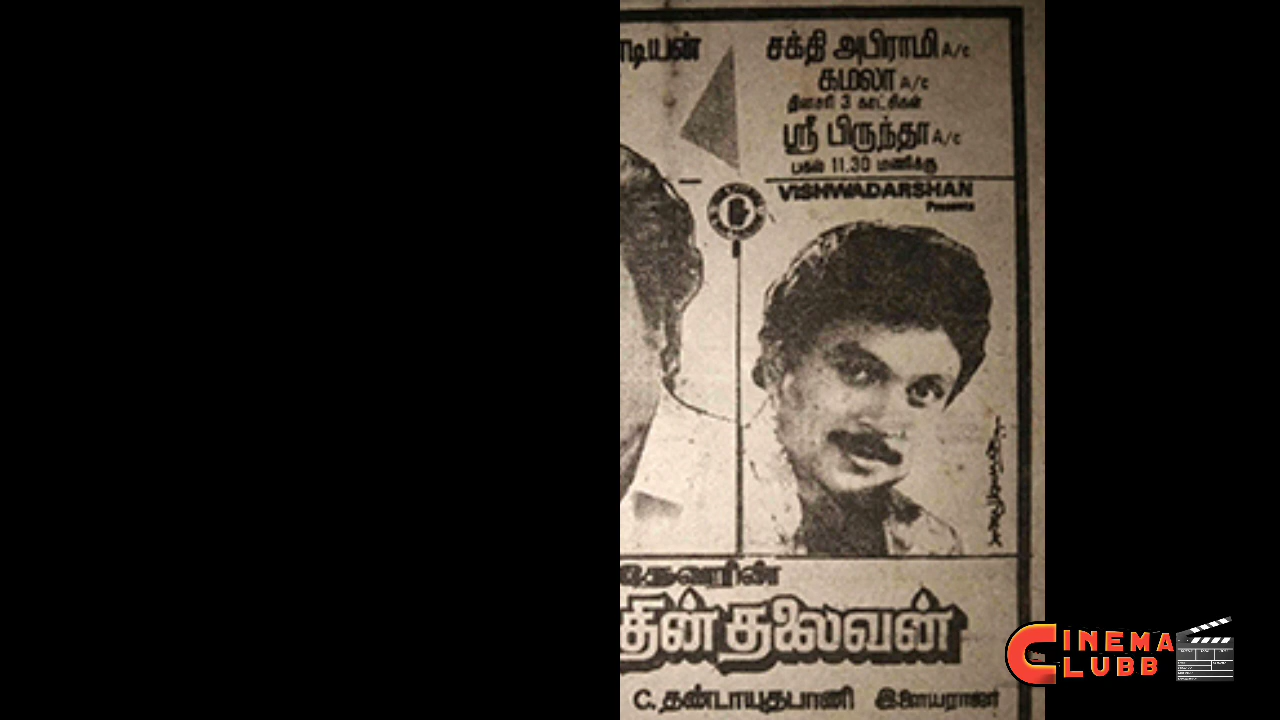 ண்டியன்
சக்தி அபிராமி A/c
கமலா A/c
தினசரி 3 காட்சிகள்
ஸ்ரீ பிருந்தா A/c
பகல் 11.30 மணிக்கு
VISHWADARSHAN
Presents
தேவரின்
தின் தலைவன்
C. தண்டாயுதபாணி இளையராஜா
CINEMA
CLUBB